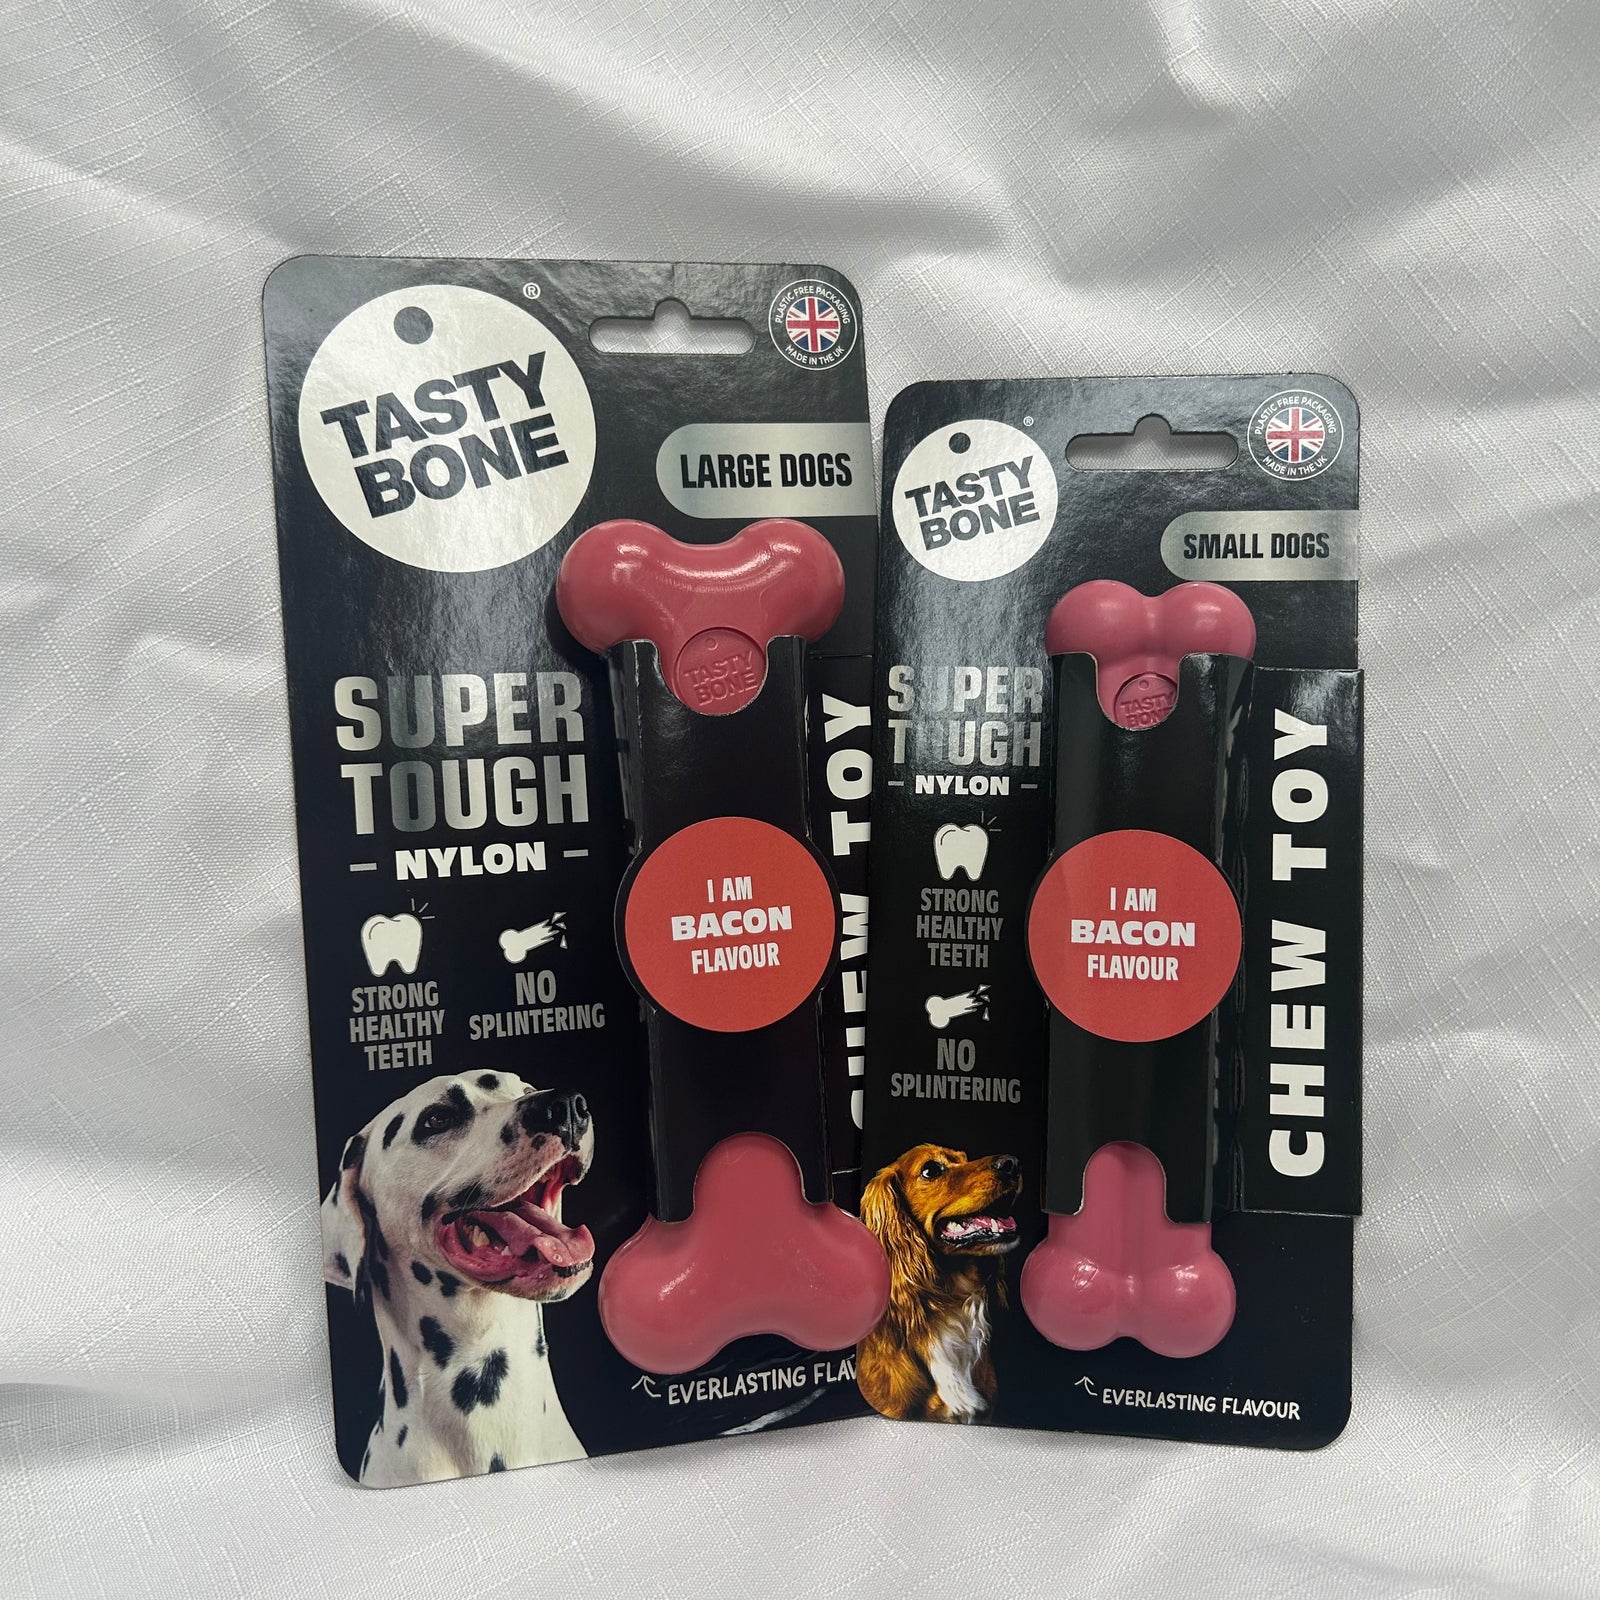 TASTY
BONE
®
PLASTIC FREE PACKAGING
MADE IN THE UK
LARGE DOGS
TASTY
BONE
SUPER
TOUGH
NYLON
STRONG
HEALTHY
TEETH
NO
SPLINTERING
I AM
BACON
FLAVOUR
CHEW TOY
EVERLASTING FLAV
TASTY
BONE
®
PLASTIC FREE PACKAGING
MADE IN THE UK
SMALL DOGS
TASTY
BONE
SUPER
TOUGH
NYLON
STRONG
HEALTHY
TEETH
NO
SPLINTERING
I AM
BACON
FLAVOUR
CHEW TOY
EVERLASTING FLAVOUR